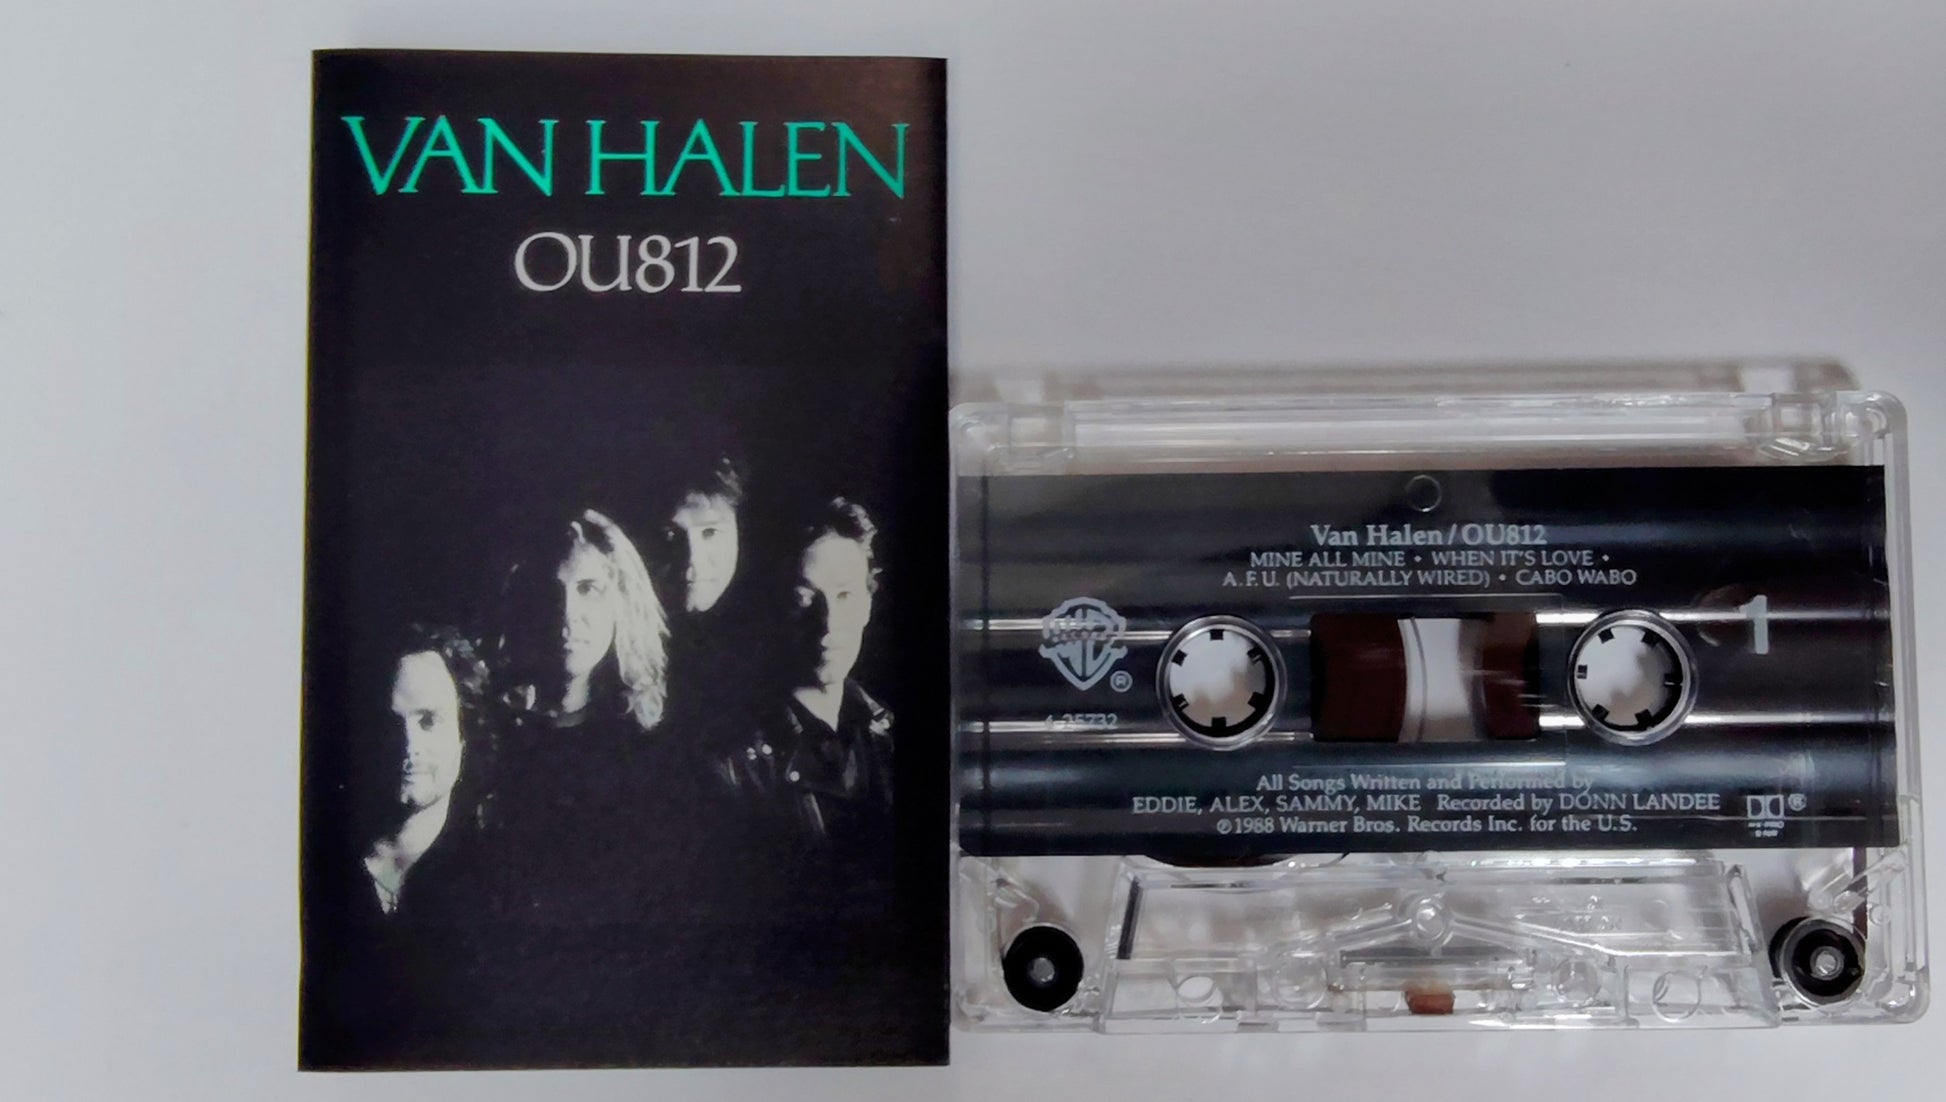 VAN HALEN
OU812
Van Halen/OU812
MINE ALL MINE • WHEN IT'S LOVE •
A.F.U. (NATURALLY WIRED) • CABO WABO
1
®
4-25732
All Songs Written and Performed by
EDDIE, ALEX, SAMMY, MIKE Recorded by DONN LANDEE
®
℗1988 Warner Bros. Records Inc. for the U.S.